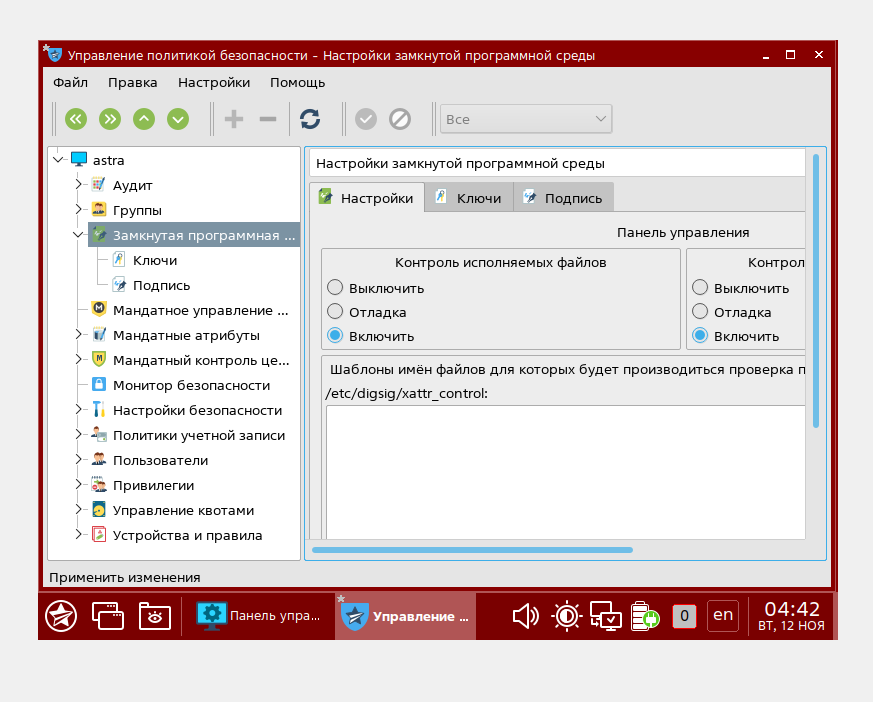 Управление политикой безопасности – Настройки замкнутой программной среды
Файл Правка Настройки Помощь
Все
astra
Аудит
Группы
Замкнутая программная ...
Ключи
Подпись
Мандатное управление ...
Мандатные атрибуты
Мандатный контроль це...
Монитор безопасности
Настройки безопасности
Политики учетной записи
Пользователи
Привилегии
Управление квотами
Устройства и правила
Настройки замкнутой программной среды
Настройки Ключи Подпись
Панель управления
Контроль исполняемых файлов
Выключить
Отладка
Включить
Контрол
Выключить
Отладка
Включить
Шаблоны имён файлов для которых будет производиться проверка п
/etc/digsig/xattr_control:
Применить изменения
Панель упра... Управление ... 0 en 04:42
ВТ, 12 НОЯ